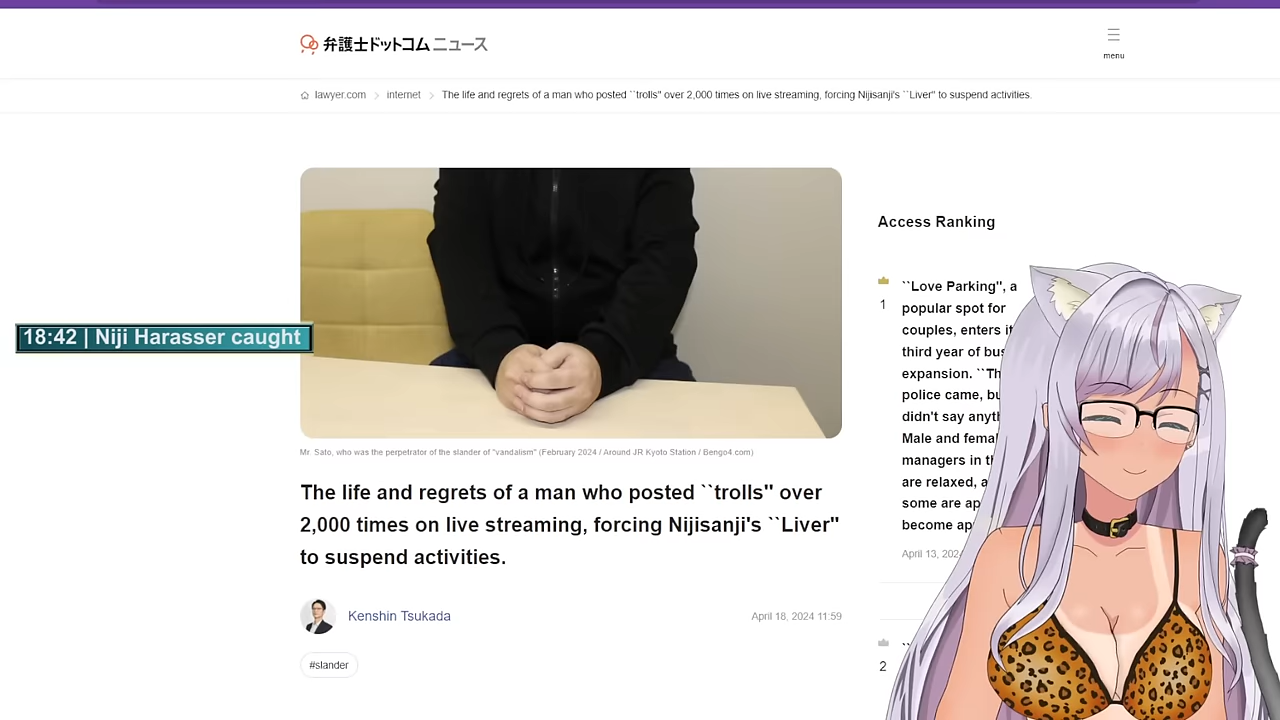 弁護士ドットコム ニュース
menu
lawyer.com
internet
The life and regrets of a man who posted ``trolls'' over 2,000 times on live streaming, forcing Nijisanji's ``Liver'' to suspend activities.
Access Ranking
1
``Love Parking'', a
popular spot for
couples, enters it
third year of bus
expansion. ``Th
police came, bu
didn't say anyth
Male and femal
managers in th
are relaxed, a
some are ap
become ap
April 13, 2024
2
18:42 | Niji Harasser caught
Mr. Sato, who was the perpetrator of the slander of "vandalism" (February 2024 / Around JR Kyoto Station / Bengo4.com)
The life and regrets of a man who posted ``trolls'' over
2,000 times on live streaming, forcing Nijisanji's ``Liver''
to suspend activities.
Kenshin Tsukada
April 18, 2024 11:59
#slander